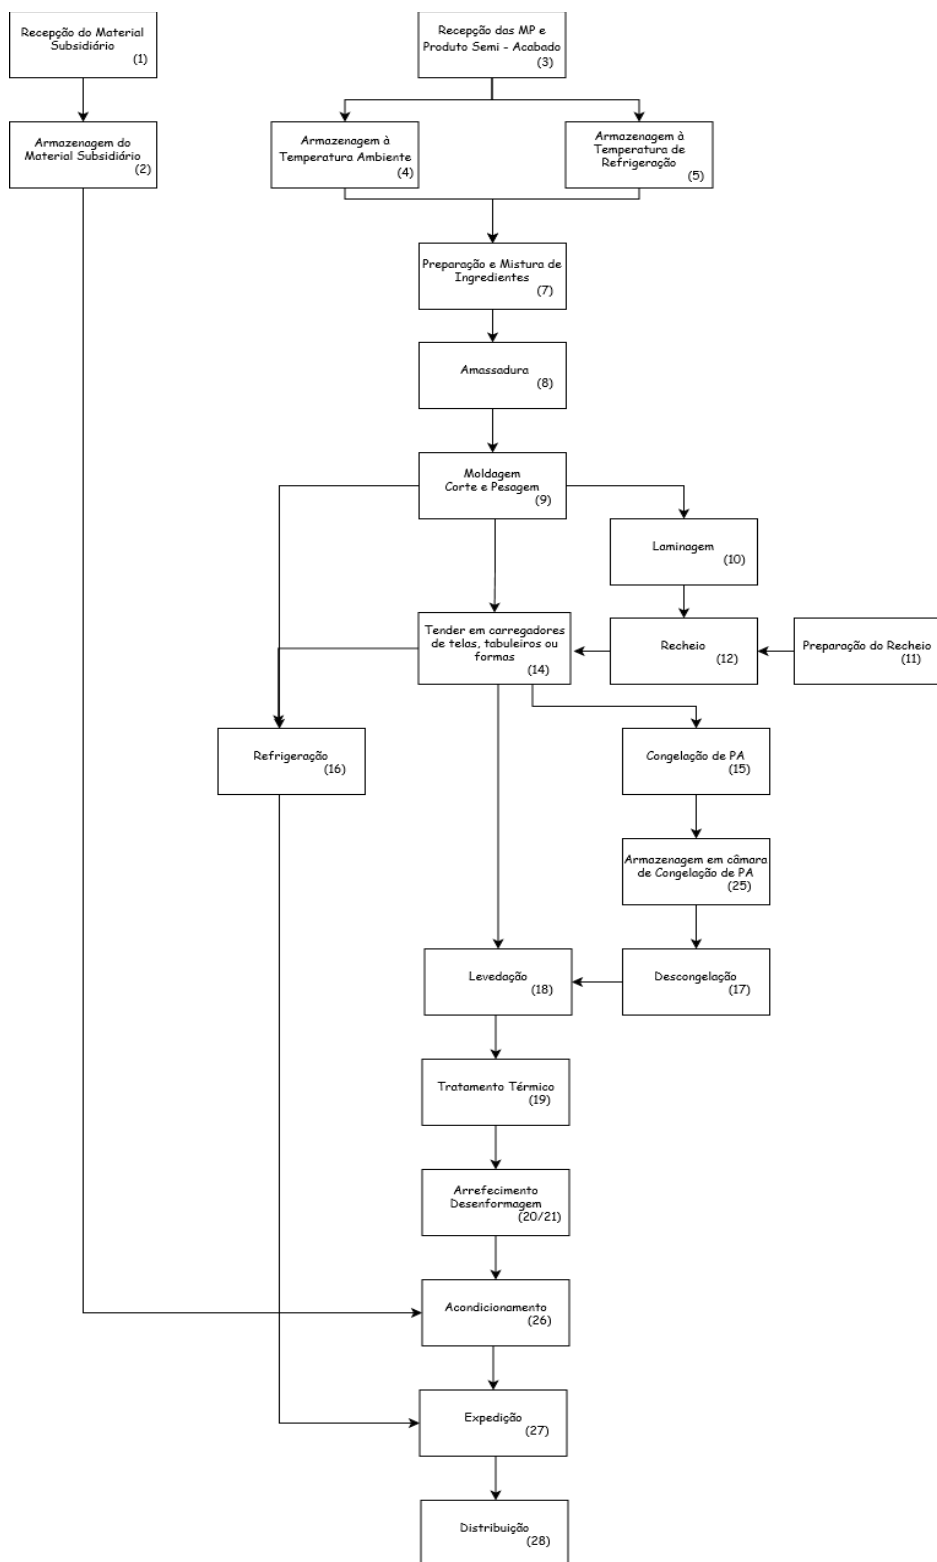 Recepção do Material
Subsidiário
(1)
Recepção das MP e
Produto Semi - Acabado
(3)
Armazenagem do
Material Subsidiário
(2)
Armazenagem à
Temperatura Ambiente
(4)
Armazenagem à
Temperatura de
Refrigeração
(5)
Preparação e Mistura de
Ingredientes
(7)
Amassadura
(8)
Moldagem
Corte e Pesagem
(9)
Laminagem
(10)
Tender em carregadores
de telas, tabuleiros ou
formas
(14)
Recheio
(12)
Preparação do Recheio
(11)
Refrigeração
(16)
Congelação de PA
(15)
Armazenagem em câmara
de Congelação de PA
(25)
Levedação
(18)
Descongelação
(17)
Tratamento Térmico
(19)
Arrefecimento
Desenformagem
(20/21)
Acondicionamento
(26)
Expedição
(27)
Distribuição
(28)